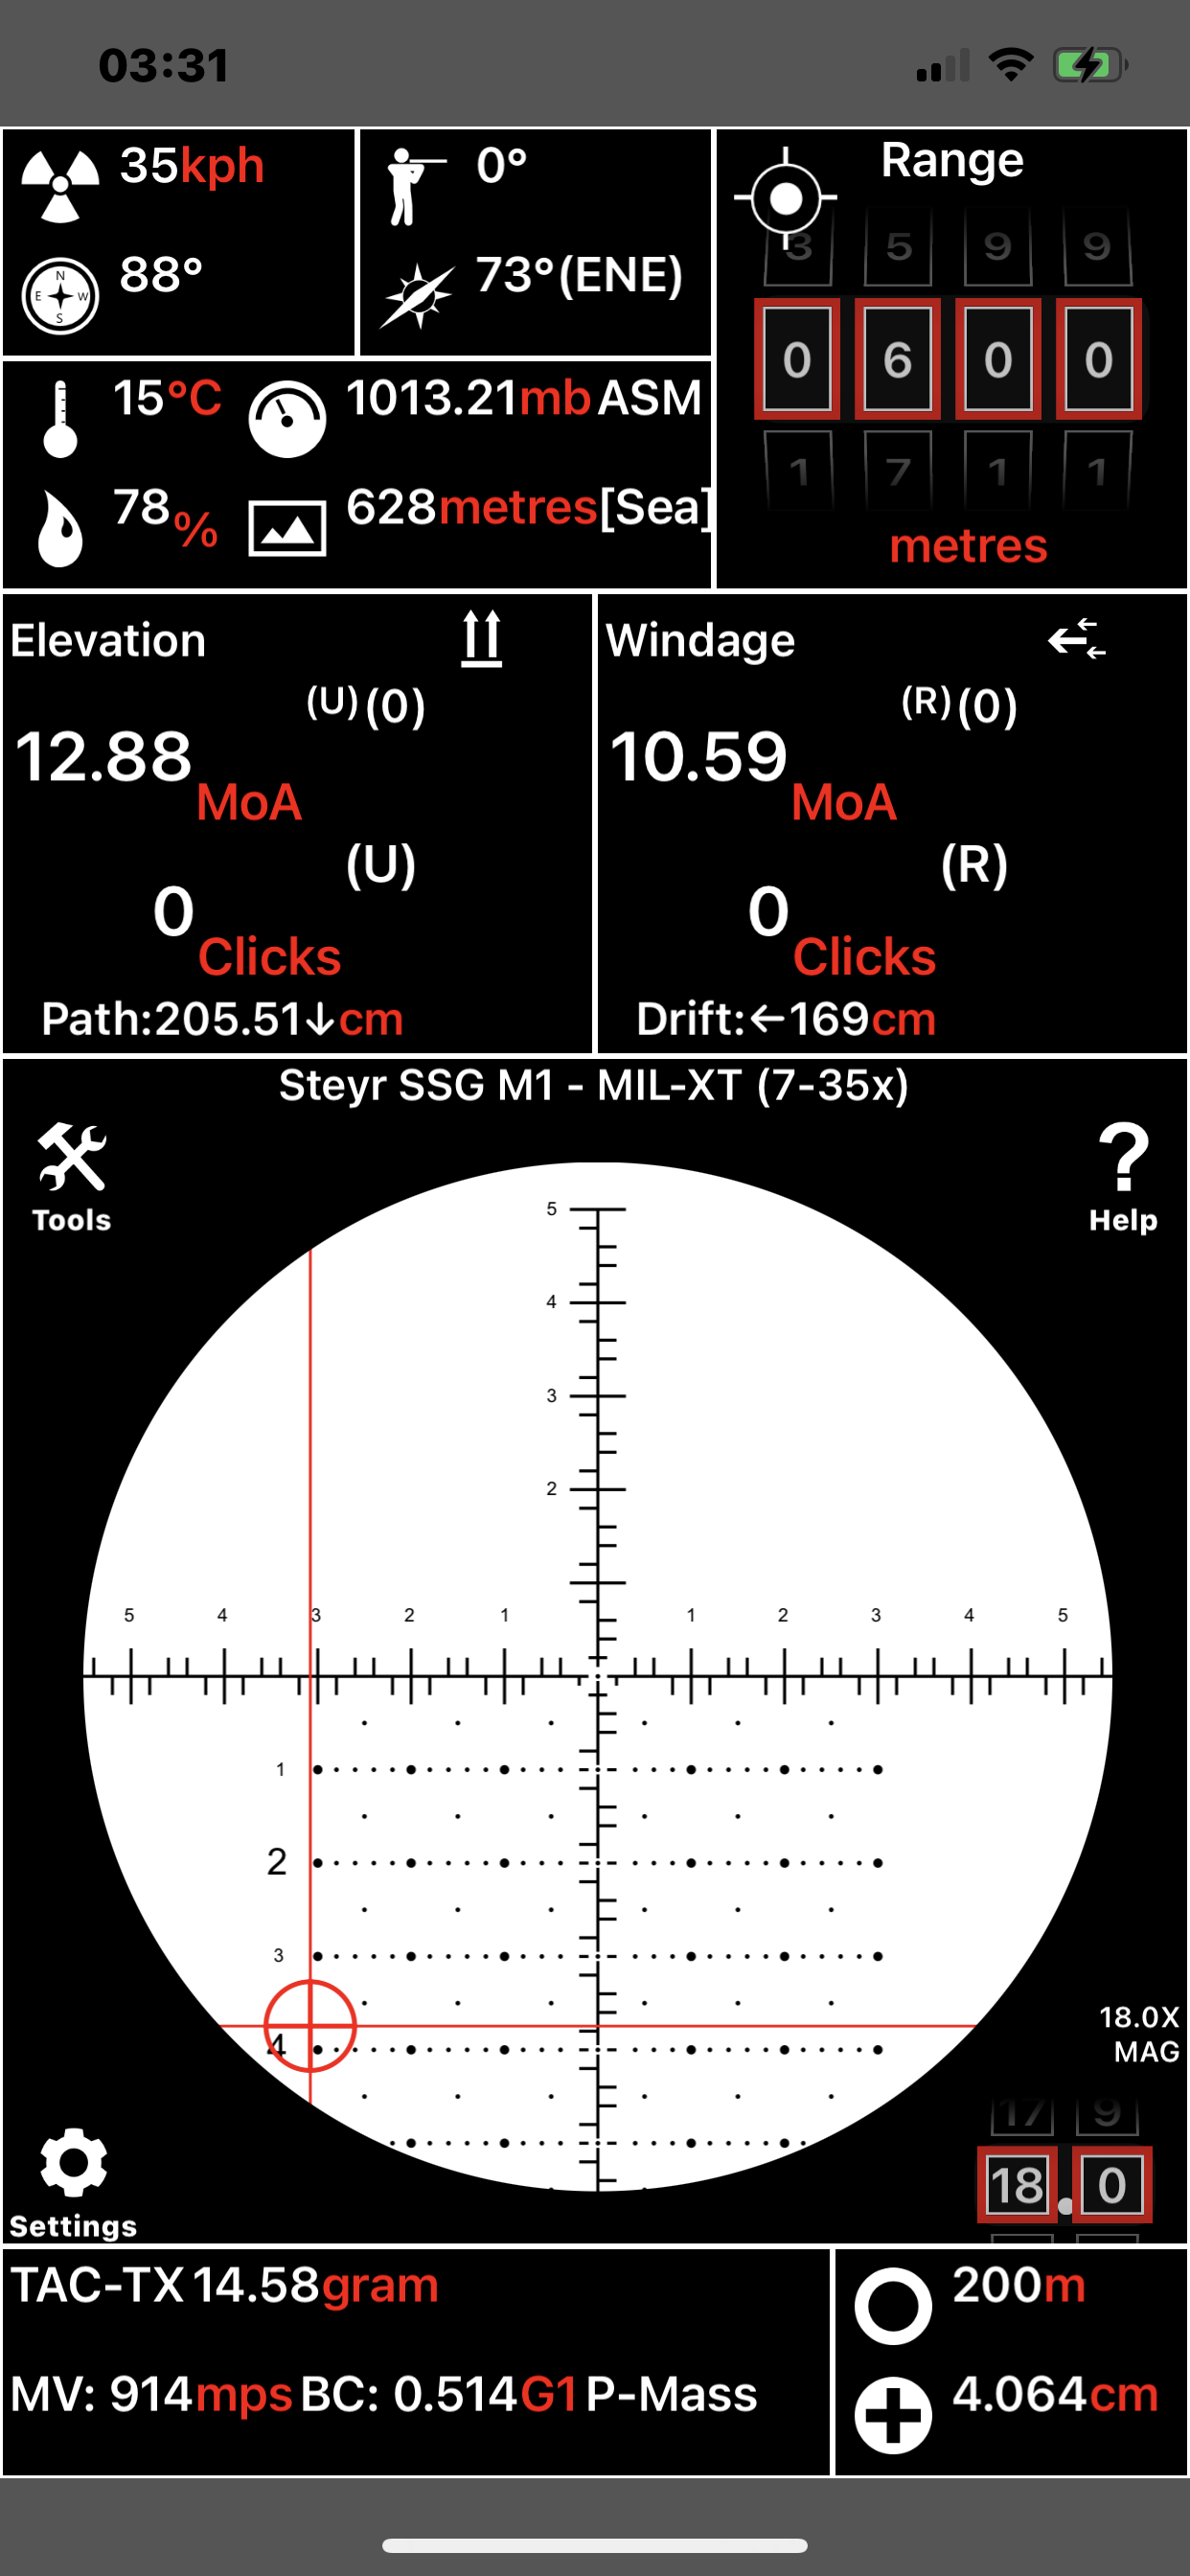 03:31
35kph
88°
N
E W
S
0°
73°(ENE)
Range
3 5 9 9
0 6 0 0
1 7 1 1
metres
15°C
1013.21mb ASM
78%
628metres[Sea]
Elevation
(U)(0)
12.88
MoA
(U)
0
Clicks
Path:205.51↓cm
Windage
(R)(0)
10.59
MoA
(R)
0
Clicks
Drift:←169cm
Steyr SSG M1 - MIL-XT (7-35x)
Tools
?
Help
5
4
3
2
5 4 3 2 1 1 2 3 4 5
1
2
3
4
18.0X
MAG
17 9
18.0
Settings
TAC-TX 14.58gram
MV: 914mps BC: 0.514G1 P-Mass
200m
4.064cm